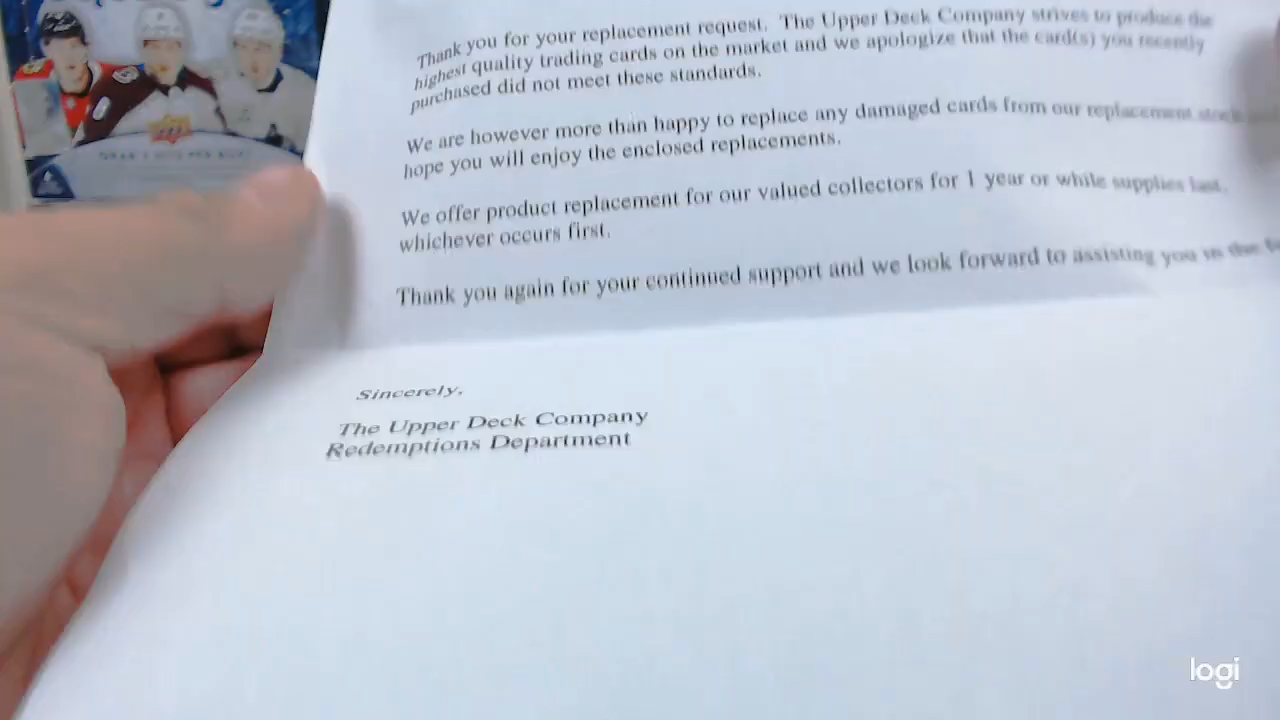 Thank you for your replacement request. The Upper Deck Company strives to produce the
highest quality trading cards on the market and we apologize that the card(s) you recently
purchased did not meet these standards.
We are however more than happy to replace any damaged cards from our replacement stock
hope you will enjoy the enclosed replacements.
We offer product replacement for our valued collectors for 1 year or while supplies last,
whichever occurs first.
Thank you again for your continued support and we look forward to assisting you in the
Sincerely,
The Upper Deck Company
Redemptions Department
logi